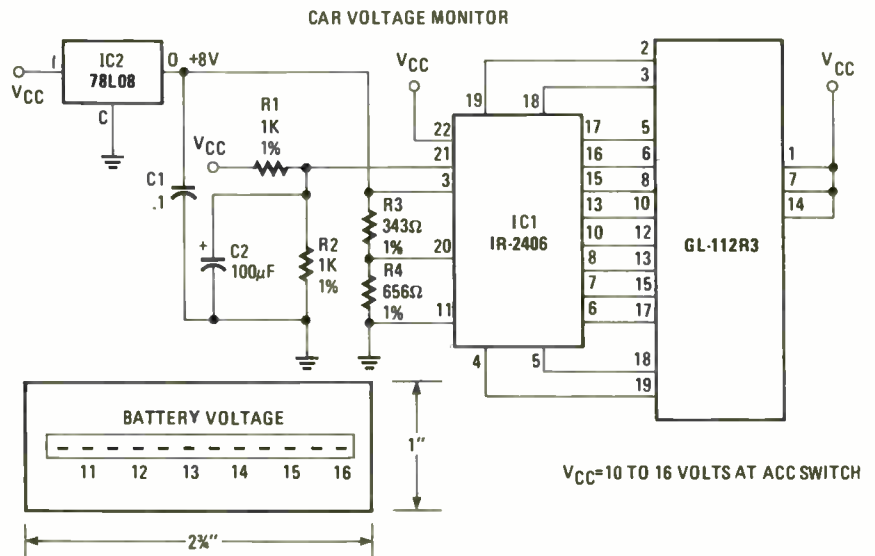 CAR VOLTAGE MONITOR
I
IC2
78L08
O
+8V
VCC
C
VCC
R1
1K
1%
VCC
C1
.1
+
C2
100µF
R2
1K
1%
R3
343Ω
1%
R4
656Ω
1%
19
18
22
21
3
20
11
4
5
IC1
IR-2406
17
16
15
13
10
8
7
6
2
3
5
6
8
10
12
13
15
17
18
19
GL-112R3
1
7
14
VCC
BATTERY VOLTAGE
11 12 13 14 15 16
1"
2¾"
VCC=10 TO 16 VOLTS AT ACC SWITCH